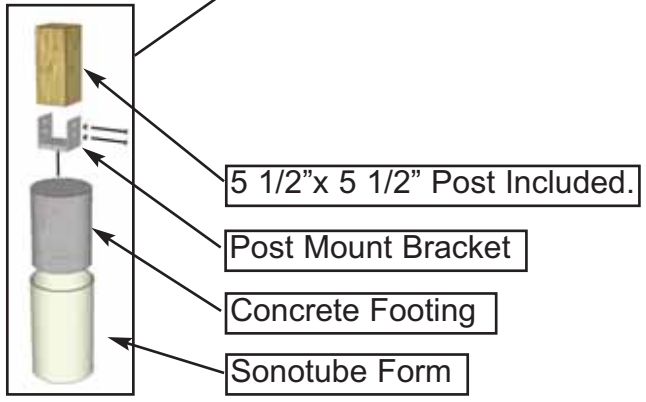 5 1/2”x 5 1/2” Post Included.
Post Mount Bracket
Concrete Footing
Sonotube Form